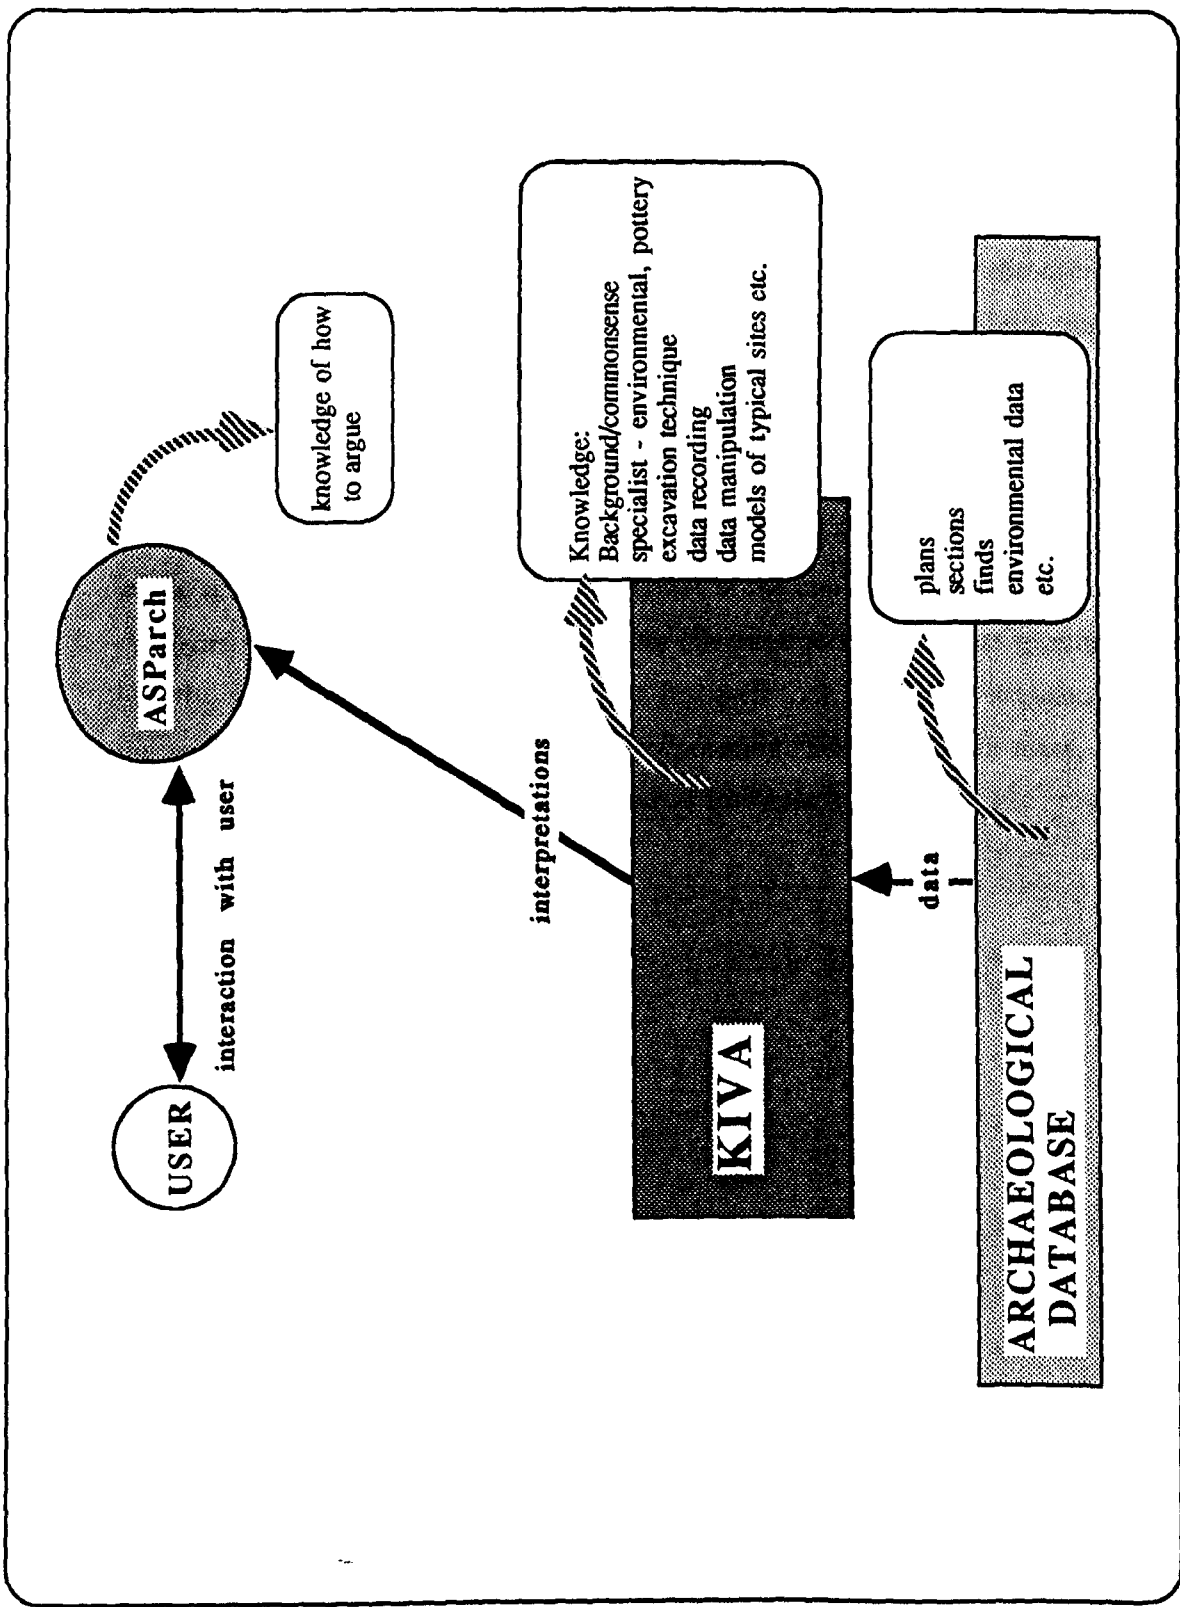 USER
interaction with user
ASParch
knowledge of how
to argue
interpretations
Knowledge:
Background/commonsense
specialist - environmental, pottery
excavation technique
data recording
data manipulation
models of typical sites etc.
KIVA
data
plans
sections
finds
environmental data
etc.
ARCHAEOLOGICAL
DATABASE